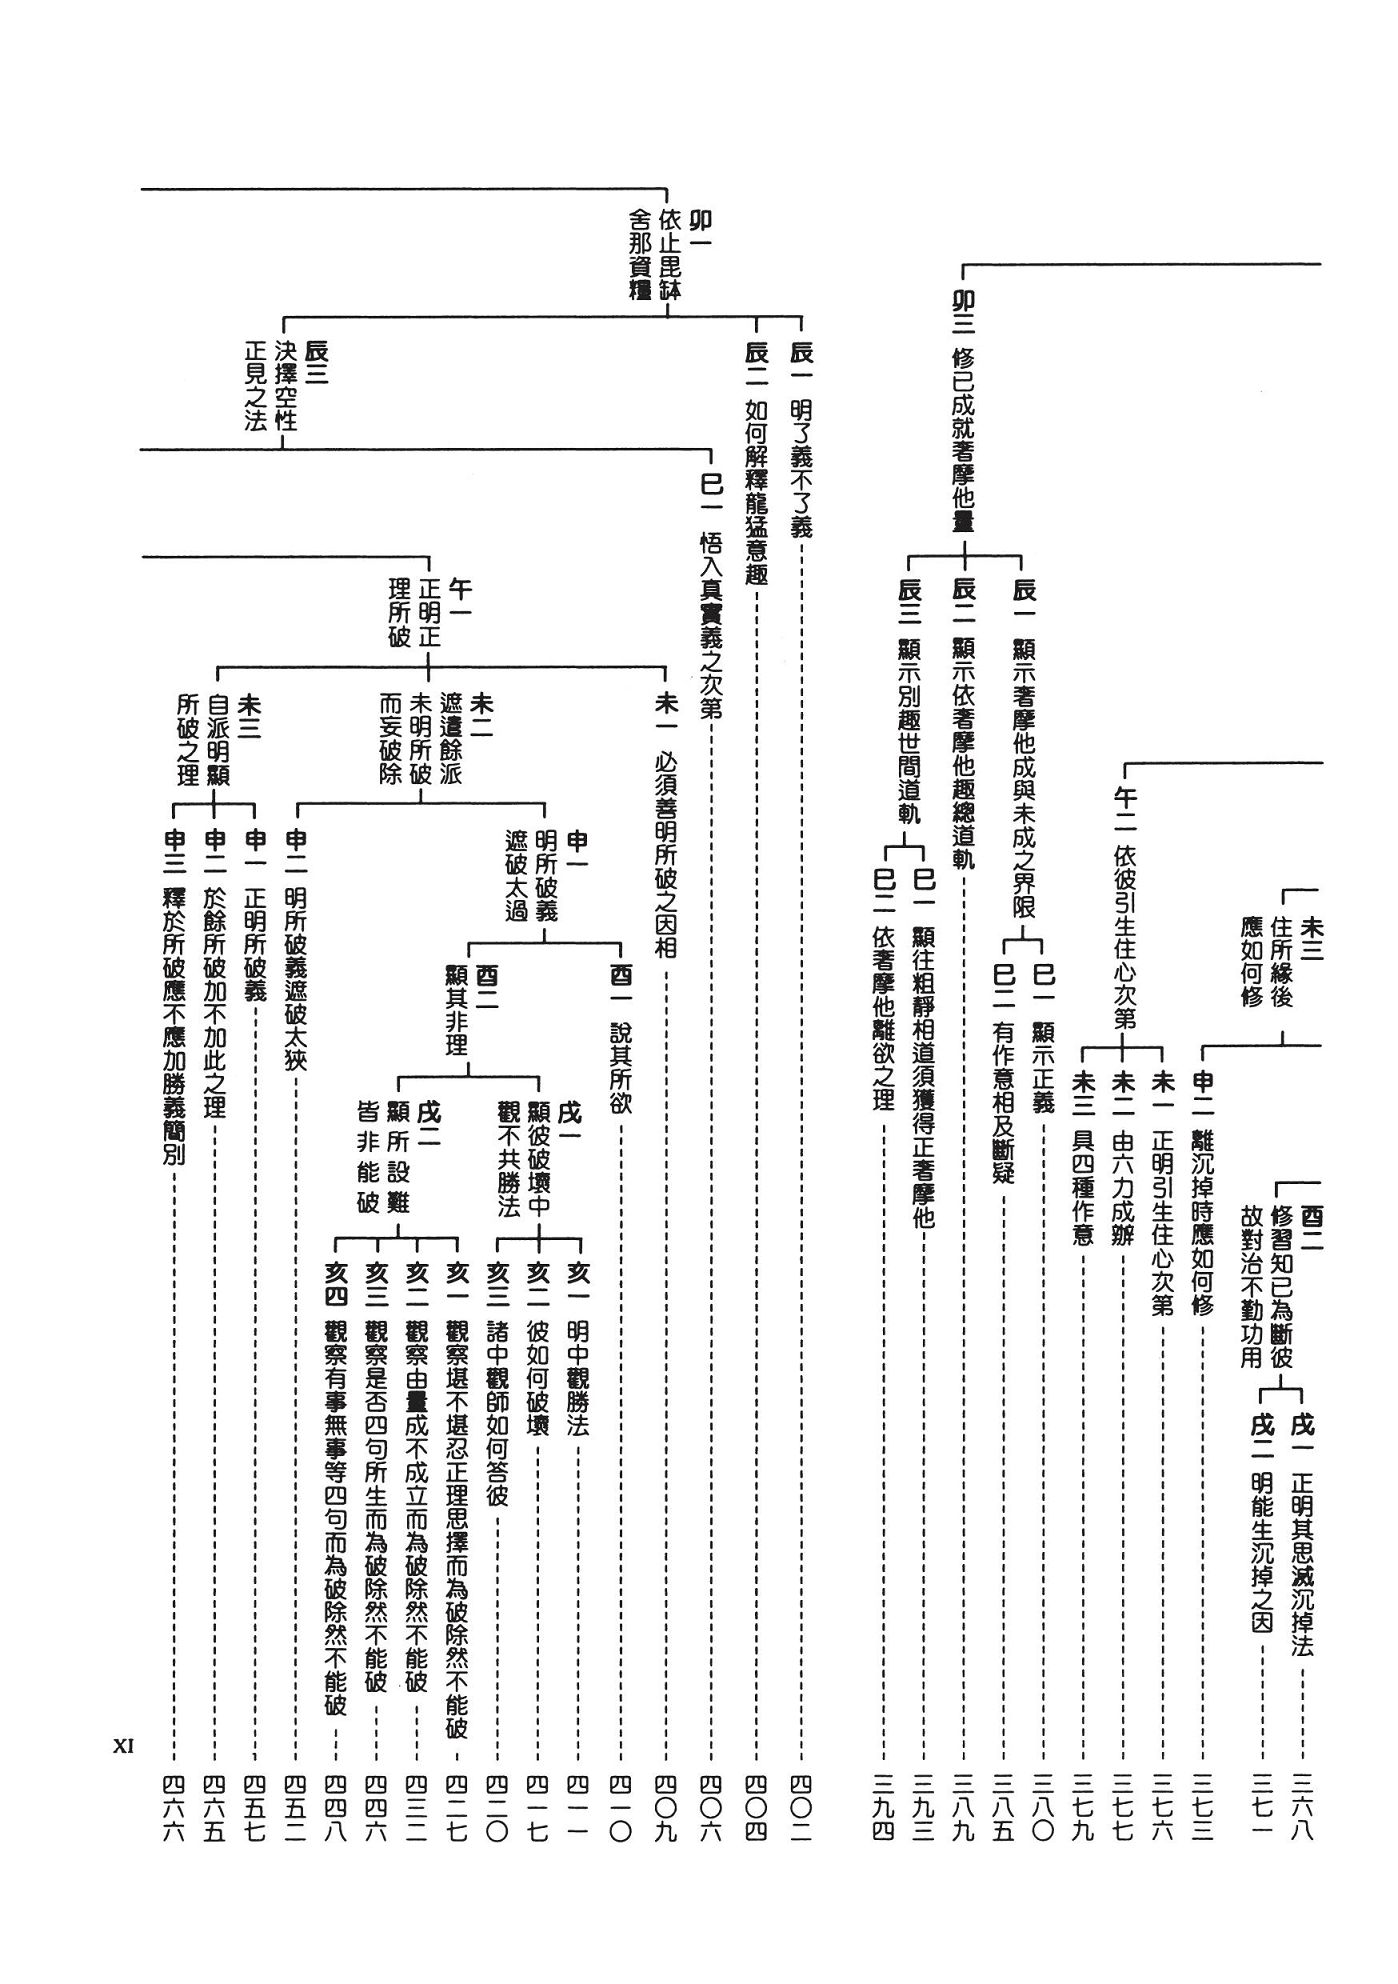 酉二
修習知已為斷彼
故對治不勤功用
戌一 正明其思滅沉掉法 三六八
戌二 明能生沉掉之因 三七一
未三
住所緣後
應如何修
申二 離沉掉時應如何修 三七三
午二 依彼引生住心次第
未一 正明引生住心次第 三七六
未二 由六力成辦 三七七
未三 具四種作意 三七九
卯三 修已成就奢摩他量
辰一 顯示奢摩他成與未成之界限
巳一 顯示正義 三八〇
巳二 有作意相及斷疑 三八五
辰二 顯示依奢摩他趣總道軌 三八九
辰三 顯示別趣世間道軌
巳一 顯往粗靜相道須獲得正奢摩他 三九三
巳二 依奢摩他離欲之理 三九四
卯一
依止毘缽
舍那資糧
辰一 明了義不了義 四〇二
辰二 如何解釋龍猛意趣 四〇四
辰三
決擇空性
正見之法
巳一 悟入真實義之次第 四〇六
午一
正明正
理所破
未一 必須善明所破之因相 四〇九
未二
遮遣餘派
未明所破
而妄破除
申一
明所破義
遮破太過
酉一 說其所欲 四一〇
酉二
顯其非理
戌一
顯彼破壞中
觀不共勝法
亥一 明中觀勝法 四一一
亥二 彼如何破壞 四一七
亥三 諸中觀師如何答彼 四二〇
戌二
顯所設難
皆非能破
亥一 觀察堪不堪忍正理思擇而為破除然不能破 四二七
亥二 觀察由量成不成立而為破除然不能破 四三二
亥三 觀察是否四句所生而為破除然不能破 四四六
亥四 觀察有事無事等四句而為破除然不能破 四四八
申二 明所破義遮破太狹 四五二
未三
自派明顯
所破之理
申一 正明所破義 四五七
申二 於餘所破加不加此之理 四六五
申三 釋於所破應不應加勝義簡別 四六六
XI